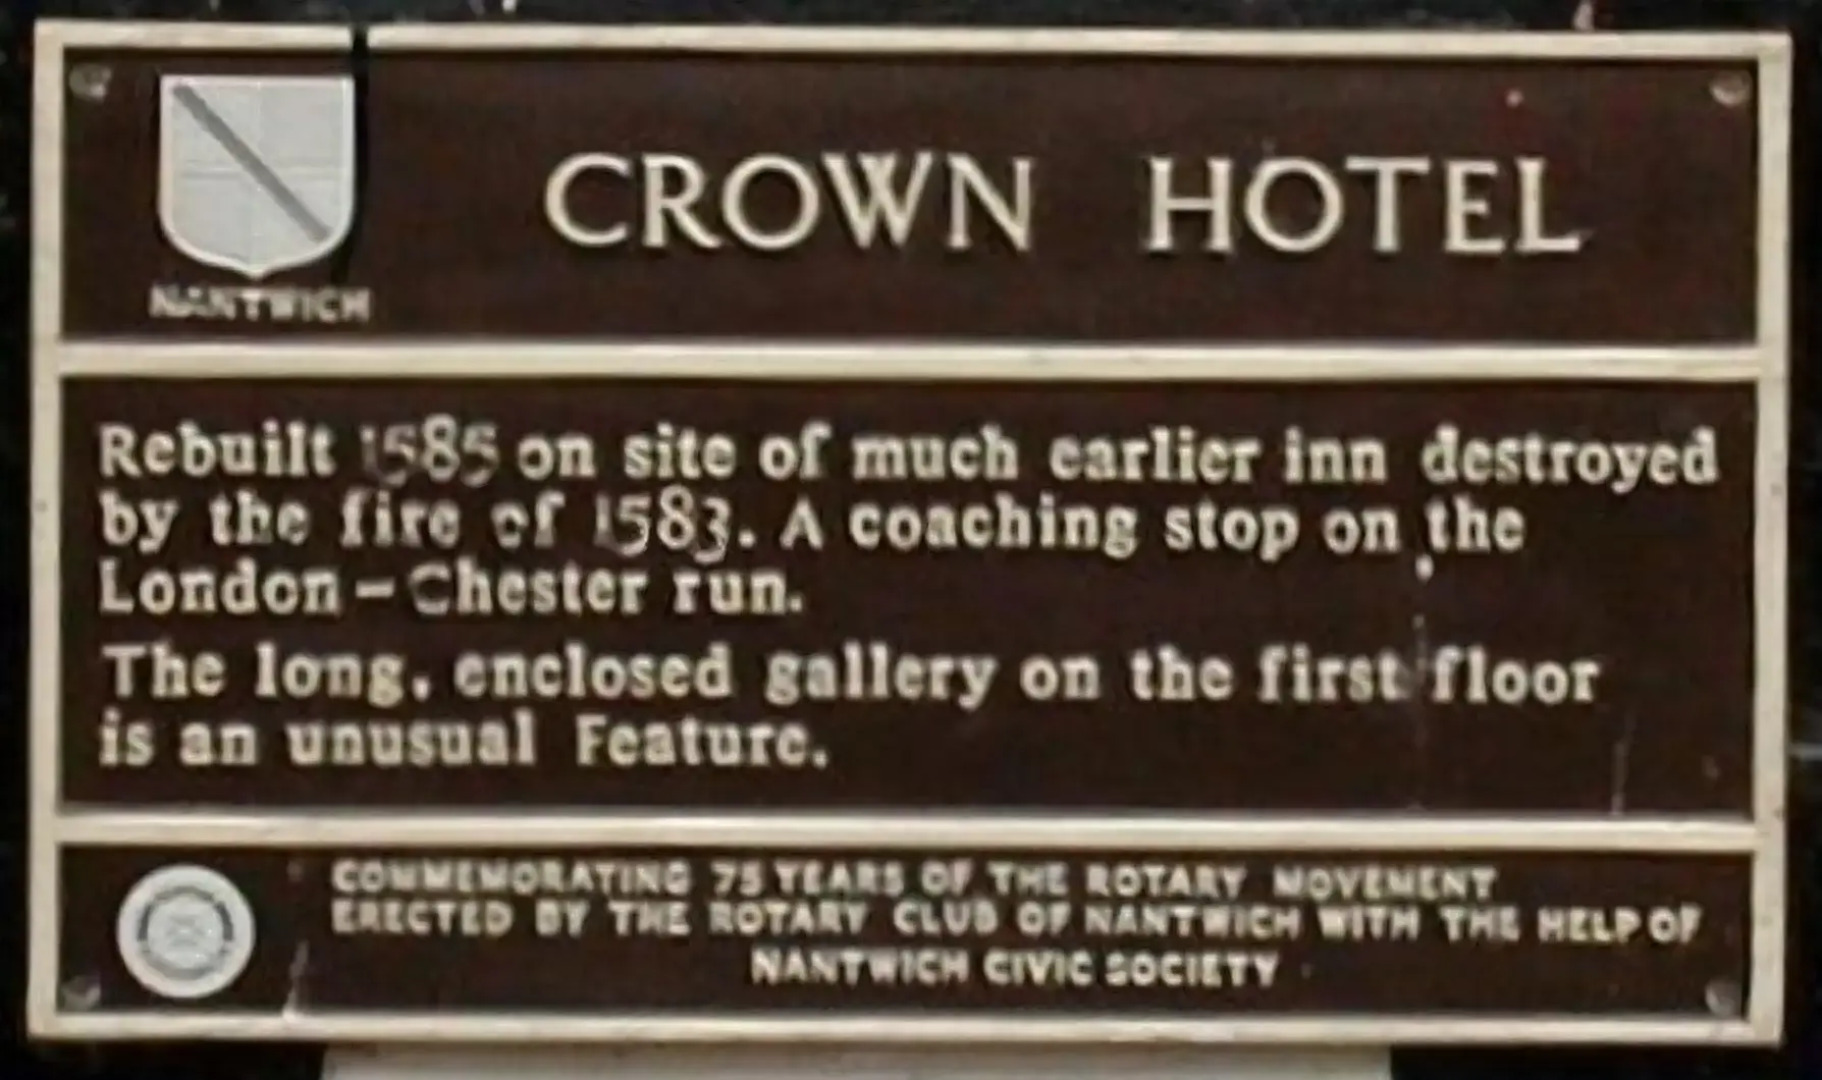 CROWN HOTEL
NANTWICH
Rebuilt 1585 on site of much earlier inn destroyed
by the fire of 1583. A coaching stop on the
London - Chester run.
The long, enclosed gallery on the first floor
is an unusual Feature.
COMMEMORATING 75 YEARS OF THE ROTARY MOVEMENT
ERECTED BY THE ROTARY CLUB OF NANTWICH WITH THE HELP OF
NANTWICH CIVIC SOCIETY